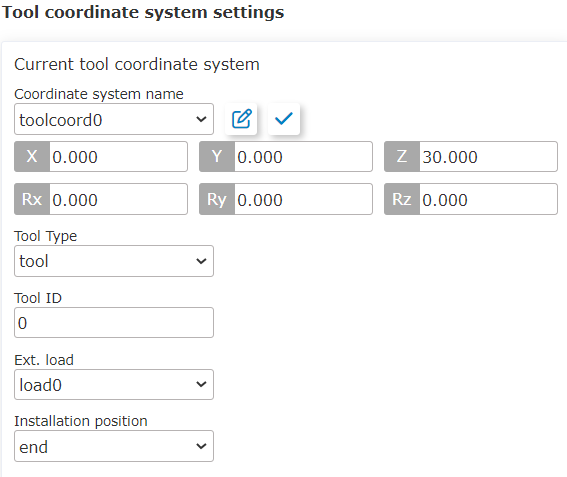 Tool coordinate system settings
Current tool coordinate system
Coordinate system name
toolcoord0
X 0.000 Y 0.000 Z 30.000
Rx 0.000 Ry 0.000 Rz 0.000
Tool Type
tool
Tool ID
0
Ext. load
load0
Installation position
end